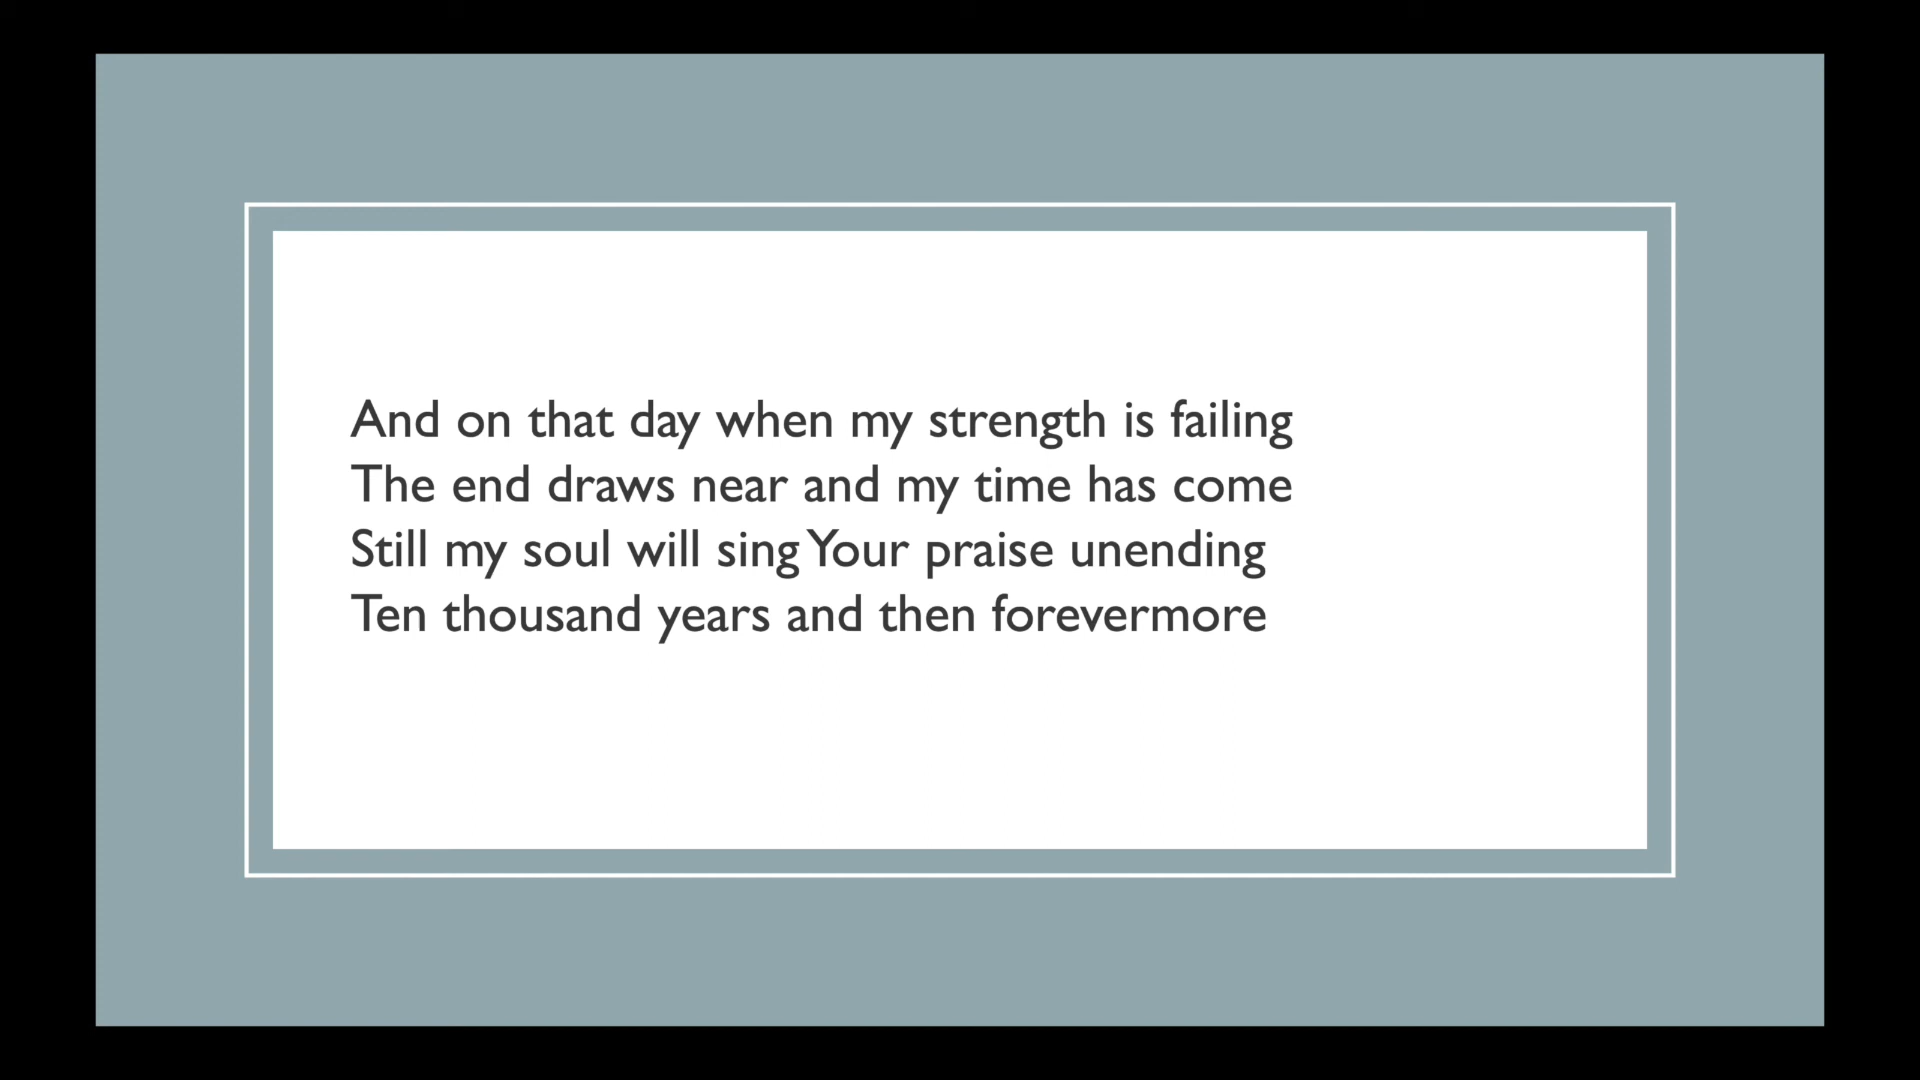 And on that day when my strength is failing
The end draws near and my time has come
Still my soul will sing Your praise unending
Ten thousand years and then forevermore